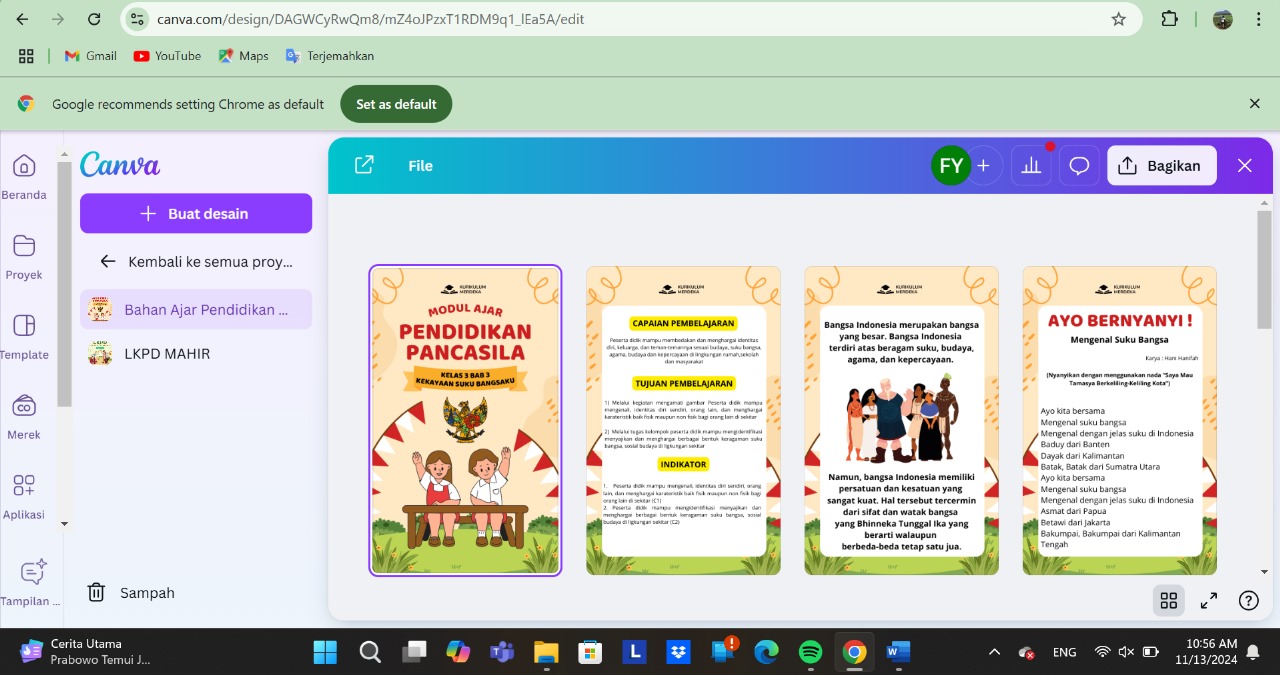 canva.com/design/DAGWCyRwQm8/mZ4oJPzxT1RDM9q1_lEa5A/edit
Gmail
YouTube
Maps
Terjemahkan
Google recommends setting Chrome as default
Set as default
Beranda
Proyek
Template
Merek
Aplikasi
Tampilan ...
Canva
Buat desain
Kembali ke semua proy...
Bahan Ajar Pendidikan ...
LKPD MAHIR
Sampah
File
FY
Bagikan
KURIKULUM
MERDEKA
MODUL AJAR
PENDIDIKAN
PANCASILA
KELAS 3 BAB 3
KEKAYAAN SUKU BANGSAKU
KURIKULUM
MERDEKA
CAPAIAN PEMBELAJARAN
Peserta didik mampu membedakan dan menghargai identitas
diri, keluarga, dan teman-temannya sesuai budaya, suku bangsa,
agama, budaya dan kepercayaan di lingkungan rumah,sekolah
dan masyarakat
TUJUAN PEMBELAJARAN
1) Melalui kegiatan mengamati gambar Peserta didik mampu
mengenali, identitas diri sendiri, orang lain, dan menghargai
karateristik baik fisik maupun non fisik bagi orang lain di sekitar
2) Melalui tugas kelompok peserta didik mampu mengidentifikasi
menyajikan dan menghargai berbagai bentuk keragaman suku
bangsa, sosial budaya di ligkungan sekitar
INDIKATOR
1. Peserta didik mampu mengenali, identitas diri sendiri, orang
lain, dan menghargai karateristik baik fisik maupun non fisik bagi
orang lain di sekitar (C1)
2. Peserta didik mampu mengidentifikasi menyajikan dan
menghargai berbagai bentuk keragaman suku bangsa, sosial
budaya di ligkungan sekitar (C2)
KURIKULUM
MERDEKA
Bangsa Indonesia merupakan bangsa
yang besar. Bangsa Indonesia
terdiri atas beragam suku, budaya,
agama, dan kepercayaan.
Namun, bangsa Indonesia memiliki
persatuan dan kesatuan yang
sangat kuat. Hal tersebut tercermin
dari sifat dan watak bangsa
yang Bhinneka Tunggal Ika yang
berarti walaupun
berbeda-beda tetap satu jua.
KURIKULUM
MERDEKA
AYO BERNYANYI !
Mengenal Suku Bangsa
Karya : Hani Hanifah
(Nyanyikan dengan menggunakan nada "Saya Mau
Tamasya Berkeliling-Keliling Kota")
Ayo kita bersama
Mengenal suku bangsa
Mengenal dengan jelas suku di Indonesia
Baduy dari Banten
Dayak dari Kalimantan
Batak, Batak dari Sumatra Utara
Ayo kita bersama
Mengenal suku bangsa
Mengenal dengan jelas suku di Indonesia
Asmat dari Papua
Betawi dari Jakarta
Bakumpai, Bakumpai dari Kalimantan
Tengah
Cerita Utama
Prabowo Temui J...
ENG
10:56 AM
11/13/2024